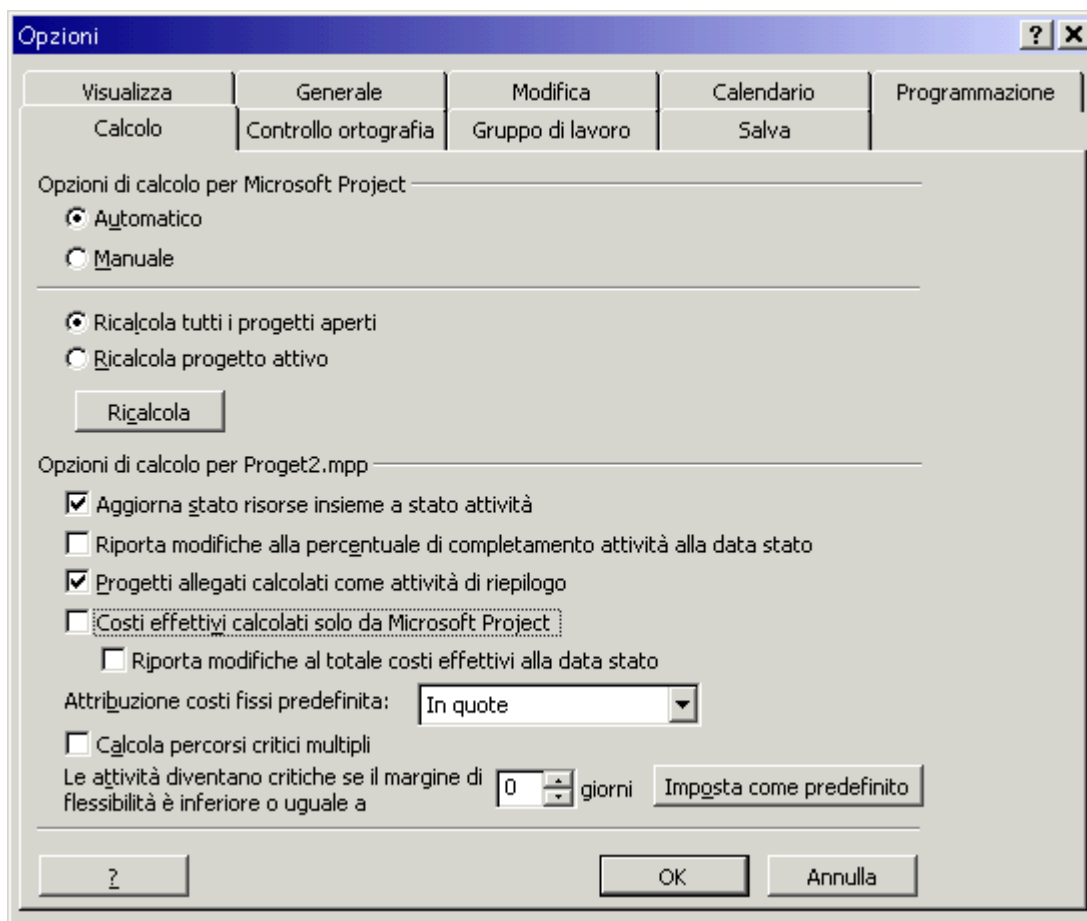 Opzioni
Visualizza Generale Modifica Calendario Programmazione
Calcolo Controllo ortografia Gruppo di lavoro Salva
Opzioni di calcolo per Microsoft Project
Automatico
Manuale
Ricalcola tutti i progetti aperti
Ricalcola progetto attivo
Ricalcola
Opzioni di calcolo per Proget2.mpp
Aggiorna stato risorse insieme a stato attività
Riporta modifiche alla percentuale di completamento attività alla data stato
Progetti allegati calcolati come attività di riepilogo
Costi effettivi calcolati solo da Microsoft Project
Riporta modifiche al totale costi effettivi alla data stato
Attribuzione costi fissi predefinita: In quote
Calcola percorsi critici multipli
Le attività diventano critiche se il margine di
flessibilità è inferiore o uguale a 0 giorni Imposta come predefinito
? OK Annulla